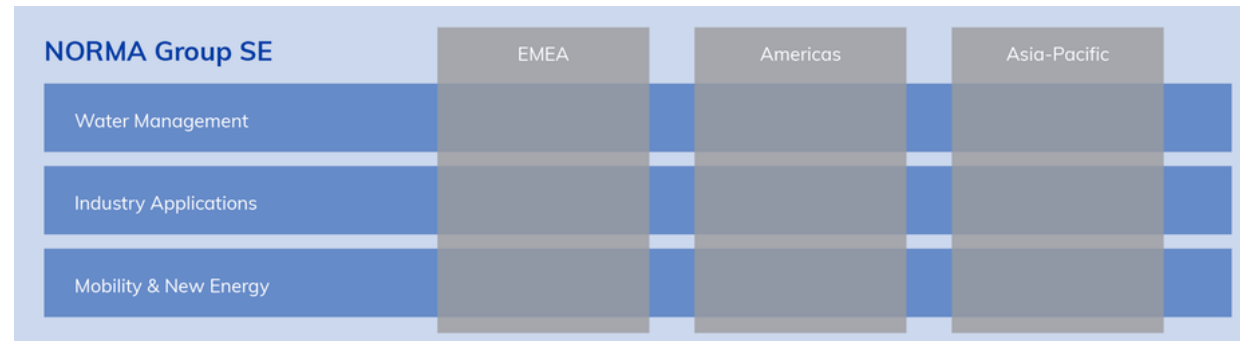 NORMA Group SE
EMEA
Americas
Asia-Pacific
Water Management
Industry Applications
Mobility & New Energy